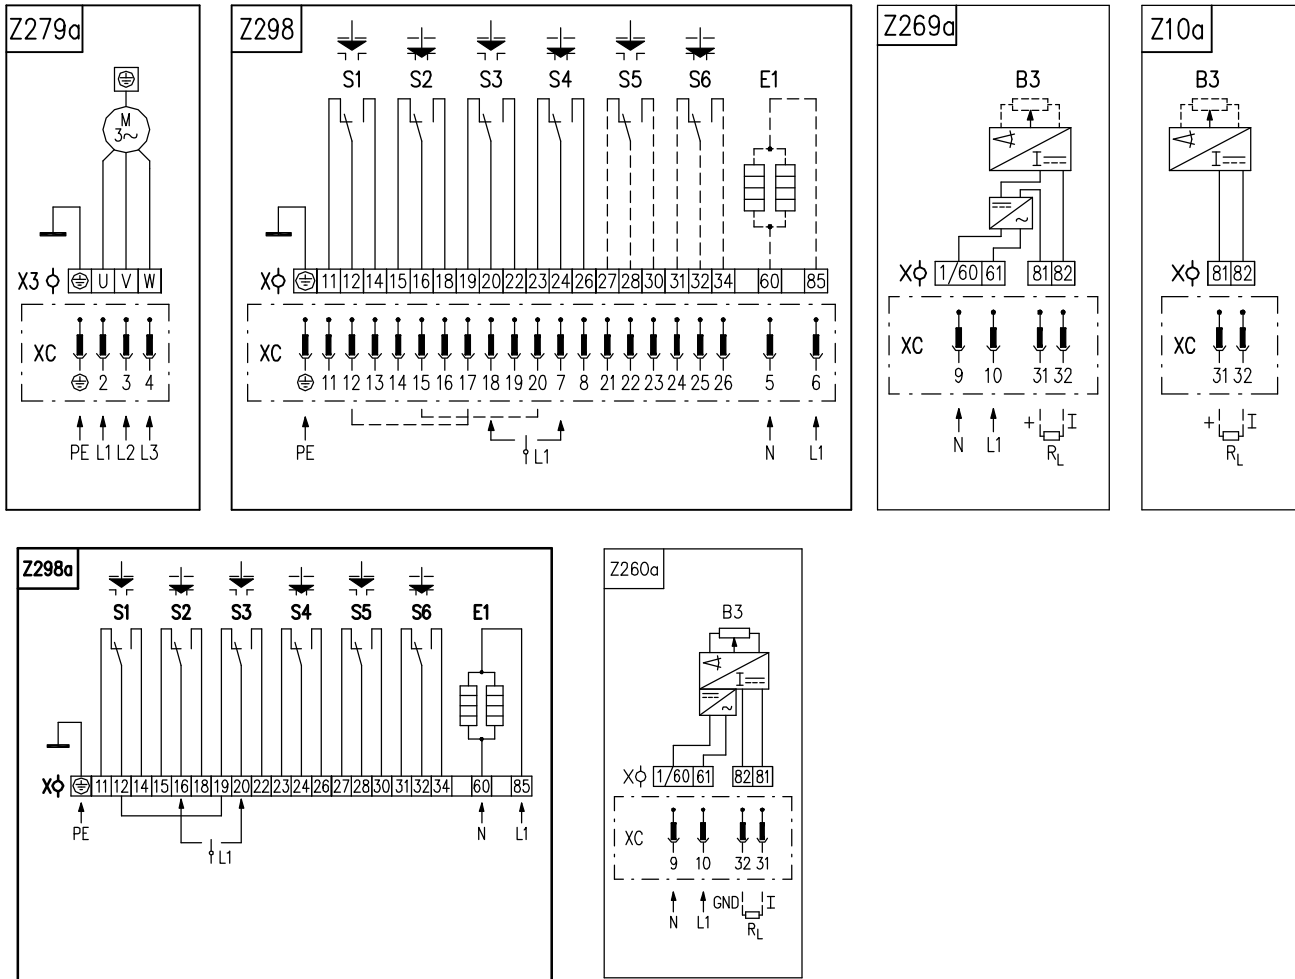 Z279a
M
3~
X3 U V W
XC
2 3 4
PE L1 L2 L3
Z298
S1 S2 S3 S4 S5 S6 E1
X 11 12 14 15 16 18 19 20 22 23 24 26 27 28 30 31 32 34 60 85
XC
11 12 13 14 15 16 17 18 19 20 7 8 21 22 23 24 25 26 5 6
PE L1 N L1
Z269a
B3
I
~
X 1/60 61 81 82
XC
9 10 31 32
N L1 + I
RL
Z10a
B3
I
X 81 82
XC
31 32
+ I
RL
Z298a
S1 S2 S3 S4 S5 S6 E1
X 11 12 14 15 16 18 19 20 22 23 24 26 27 28 30 31 32 34 60 85
PE L1 N L1
Z260a
B3
I
~
X 1/60 61 82 81
XC
9 10 32 31
N L1 GND I
RL